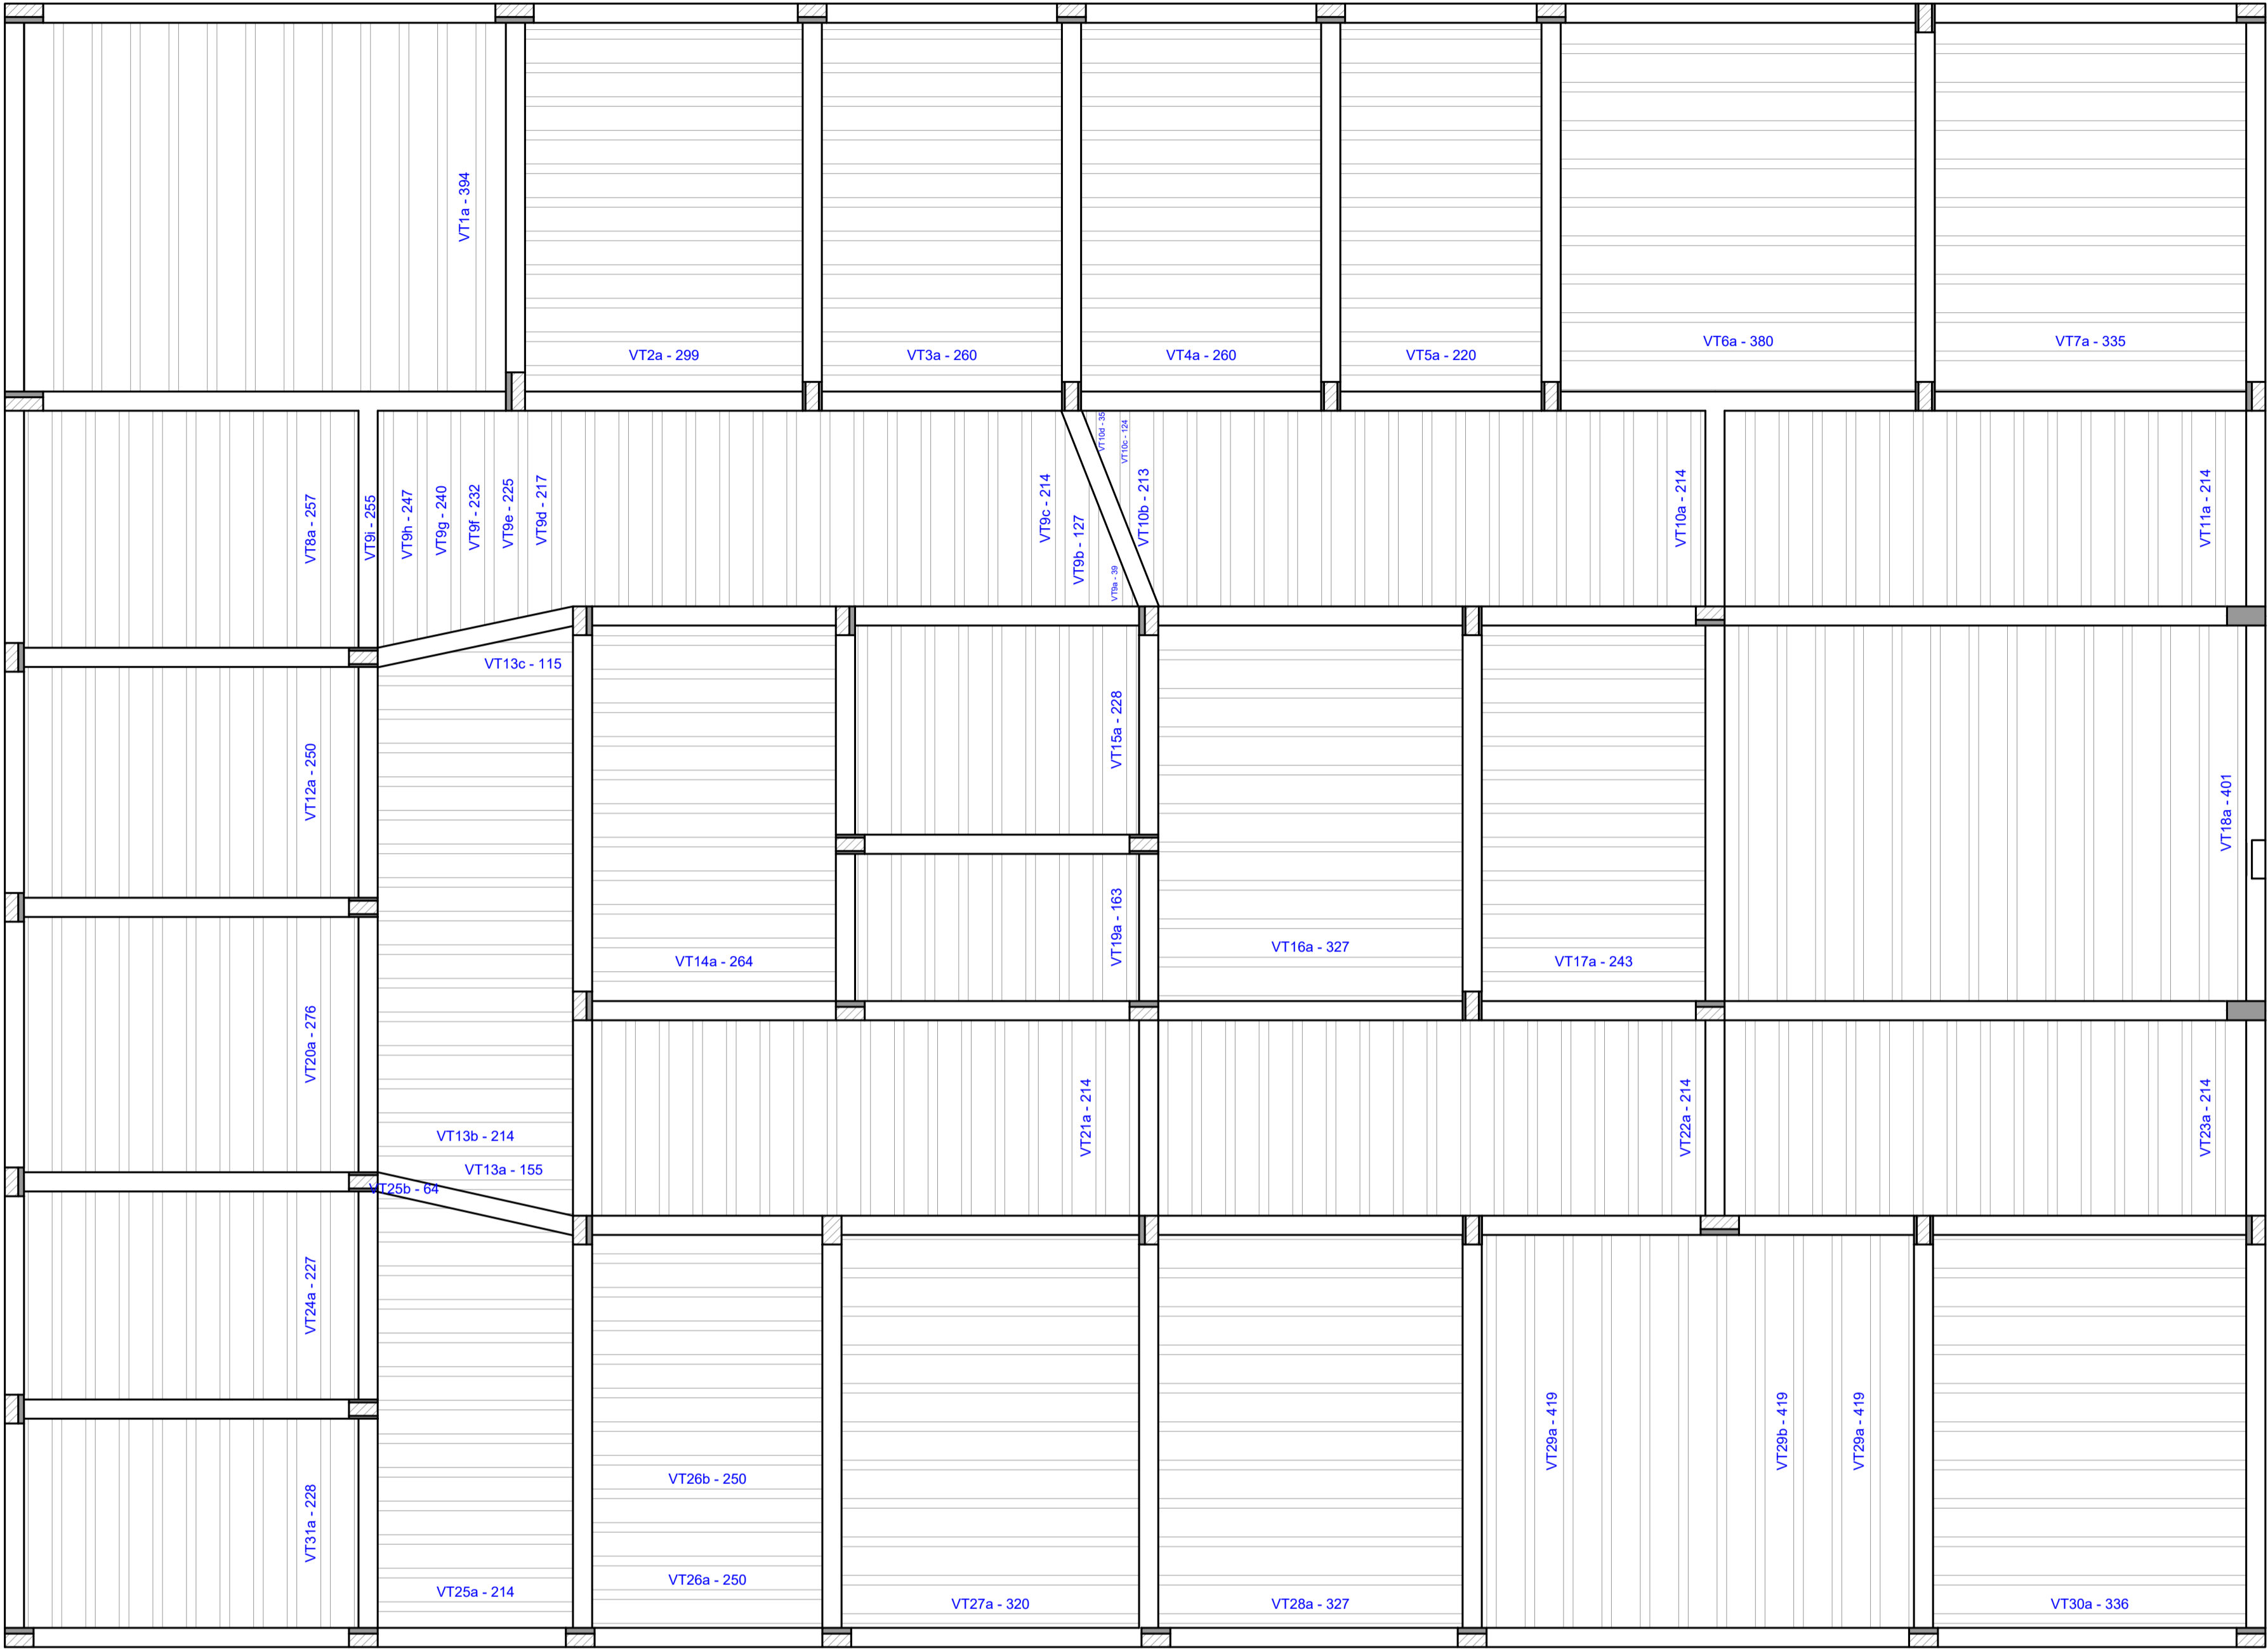 VT1a - 394
VT2a - 299
VT3a - 260
VT4a - 260
VT5a - 220
VT6a - 380
VT7a - 335
VT8a - 257
VT9i - 255
VT9h - 247
VT9g - 240
VT9f - 232
VT9e - 225
VT9d - 217
VT9c - 214
VT9b - 127
VT9a - 39
VT10d - 35
VT10c - 124
VT10b - 213
VT10a - 214
VT11a - 214
VT12a - 250
VT13c - 115
VT14a - 264
VT15a - 228
VT16a - 327
VT17a - 243
VT18a - 401
VT19a - 163
VT20a - 276
VT13b - 214
VT13a - 155
VT21a - 214
VT22a - 214
VT23a - 214
VT25b - 64
VT24a - 227
VT31a - 228
VT25a - 214
VT26b - 250
VT26a - 250
VT27a - 320
VT28a - 327
VT29a - 419
VT29b - 419
VT29a - 419
VT30a - 336